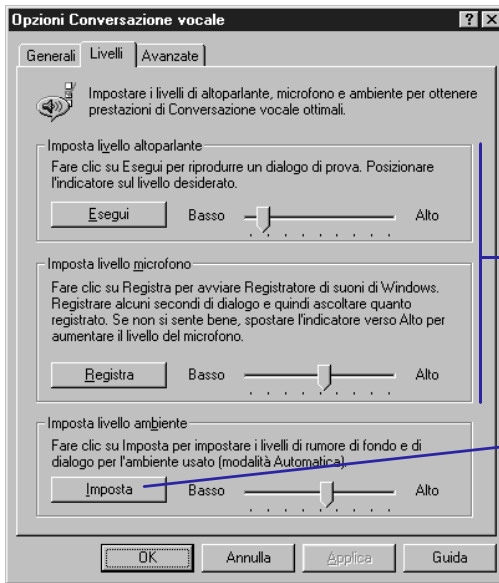 Opzioni Conversazione vocale
Generali Livelli Avanzate
Impostare i livelli di altoparlante, microfono e ambiente per ottenere
prestazioni di Conversazione vocale ottimali.
Imposta livello altoparlante
Fare clic su Esegui per riprodurre un dialogo di prova. Posizionare
l'indicatore sul livello desiderato.
Esegui Basso Alto
Imposta livello microfono
Fare clic su Registra per avviare Registratore di suoni di Windows.
Registrare alcuni secondi di dialogo e quindi ascoltare quanto
registrato. Se non si sente bene, spostare l'indicatore verso Alto per
aumentare il livello del microfono.
Registra Basso Alto
Imposta livello ambiente
Fare clic su Imposta per impostare i livelli di rumore di fondo e di
dialogo per l'ambiente usato (modalità Automatica).
Imposta Basso Alto
OK Annulla Applica Guida